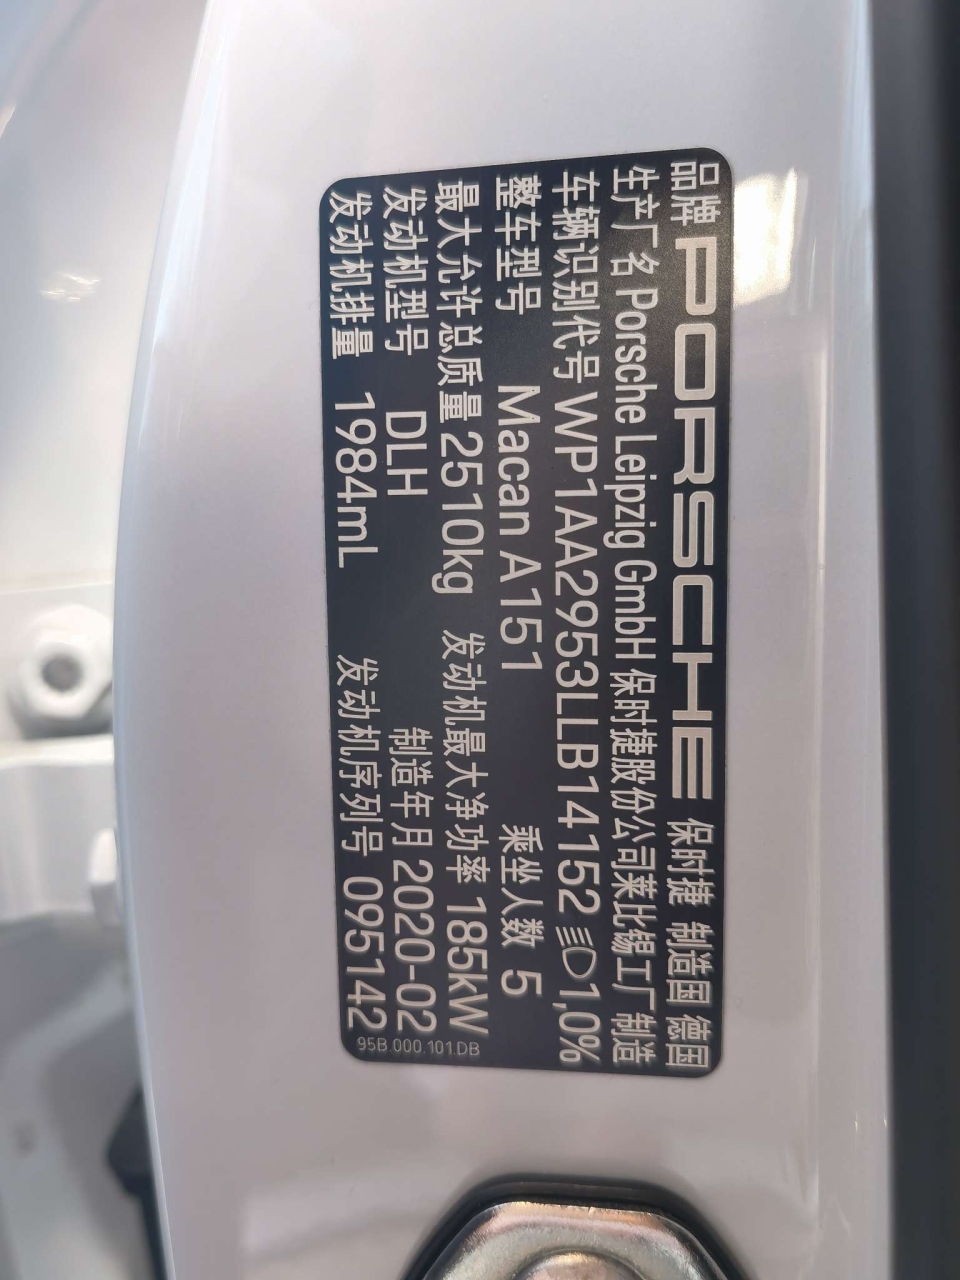 品牌 PORSCHE 保时捷 制造国 德国
生产厂名 Porsche Leipzig GmbH 保时捷股份公司莱比锡工厂制造
车辆识别代号 WP1AA2953LLB14152 1,0%
整车型号 Macan A151 乘坐人数 5
最大允许总质量 2510kg 发动机最大净功率 185kW
发动机型号 DLH 制造年月 2020-02
发动机排量 1984mL 发动机序列号 095142
95B.000.101.DB